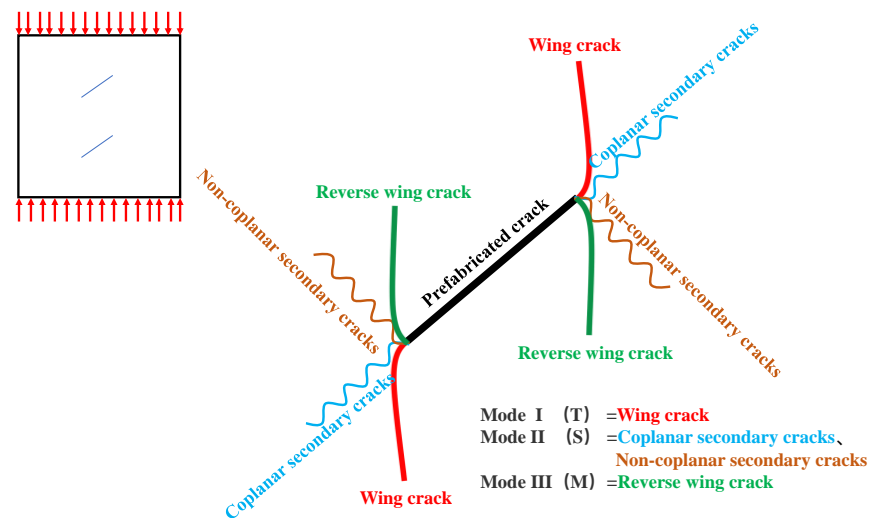 Wing crack
Coplanar secondary cracks
Non-coplanar secondary cracks
Reverse wing crack
Prefabricated crack
Non-coplanar secondary cracks
Reverse wing crack
Coplanar secondary cracks
Wing crack
Mode I (T) =Wing crack
Mode II (S) =Coplanar secondary cracks、
Non-coplanar secondary cracks
Mode III (M) =Reverse wing crack